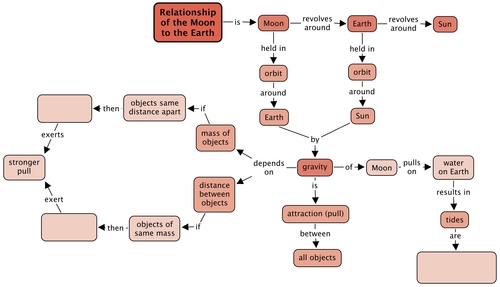 Relationship
of the Moon
to the Earth
is
Moon
revolves
around
Earth
revolves
around
Sun
held in
held in
orbit
orbit
around
around
Earth
Sun
by
objects same
distance apart
then
if
mass of
objects
exerts
stronger
pull
depends
on
gravity
of
Moon
pulls
on
water
on Earth
distance
between
objects
exert
is
results in
attraction (pull)
tides
then
objects of
same mass
if
between
are
all objects